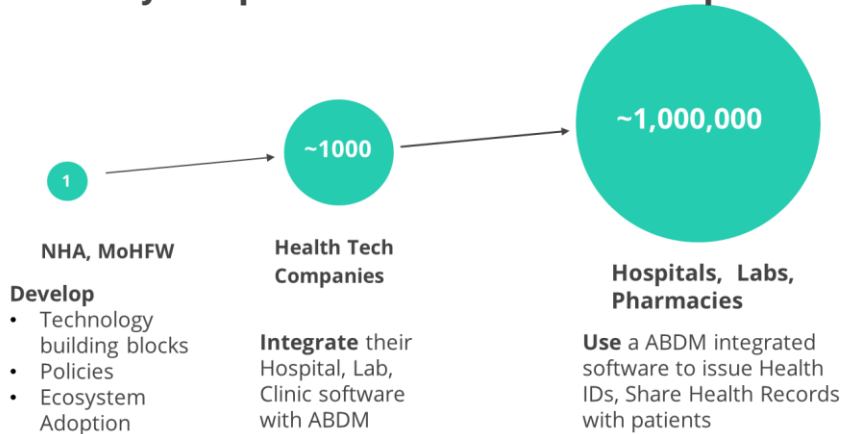 1
~1000
~1,000,000
NHA, MoHFW
Develop
• Technology
building blocks
• Policies
• Ecosystem
Adoption
Health Tech
Companies
Integrate their
Hospital, Lab,
Clinic software
with ABDM
Hospitals, Labs,
Pharmacies
Use a ABDM integrated
software to issue Health
IDs, Share Health Records
with patients